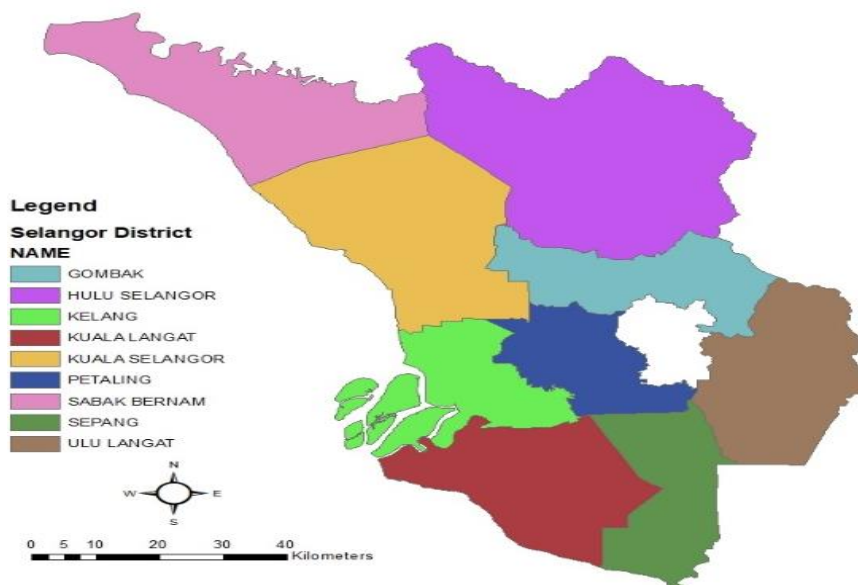 Legend
Selangor District
NAME
GOMBAK
HULU SELANGOR
KELANG
KUALA LANGAT
KUALA SELANGOR
PETALING
SABAK BERNAM
SEPANG
ULU LANGAT
N
W E
S
0 5 10 20 30 40
Kilometers